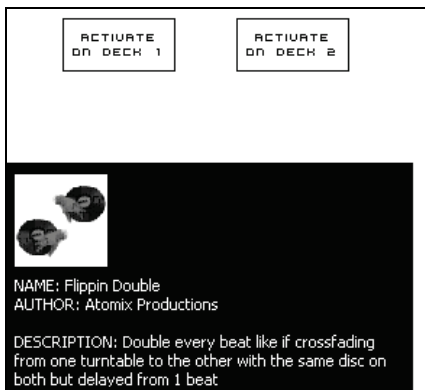 ACTIVATE ACTIVATE
ON DECK 1 ON DECK 2
NAME: Flippin Double
AUTHOR: Atomix Productions
DESCRIPTION: Double every beat like if crossfading
from one turntable to the other with the same disc on
both but delayed from 1 beat